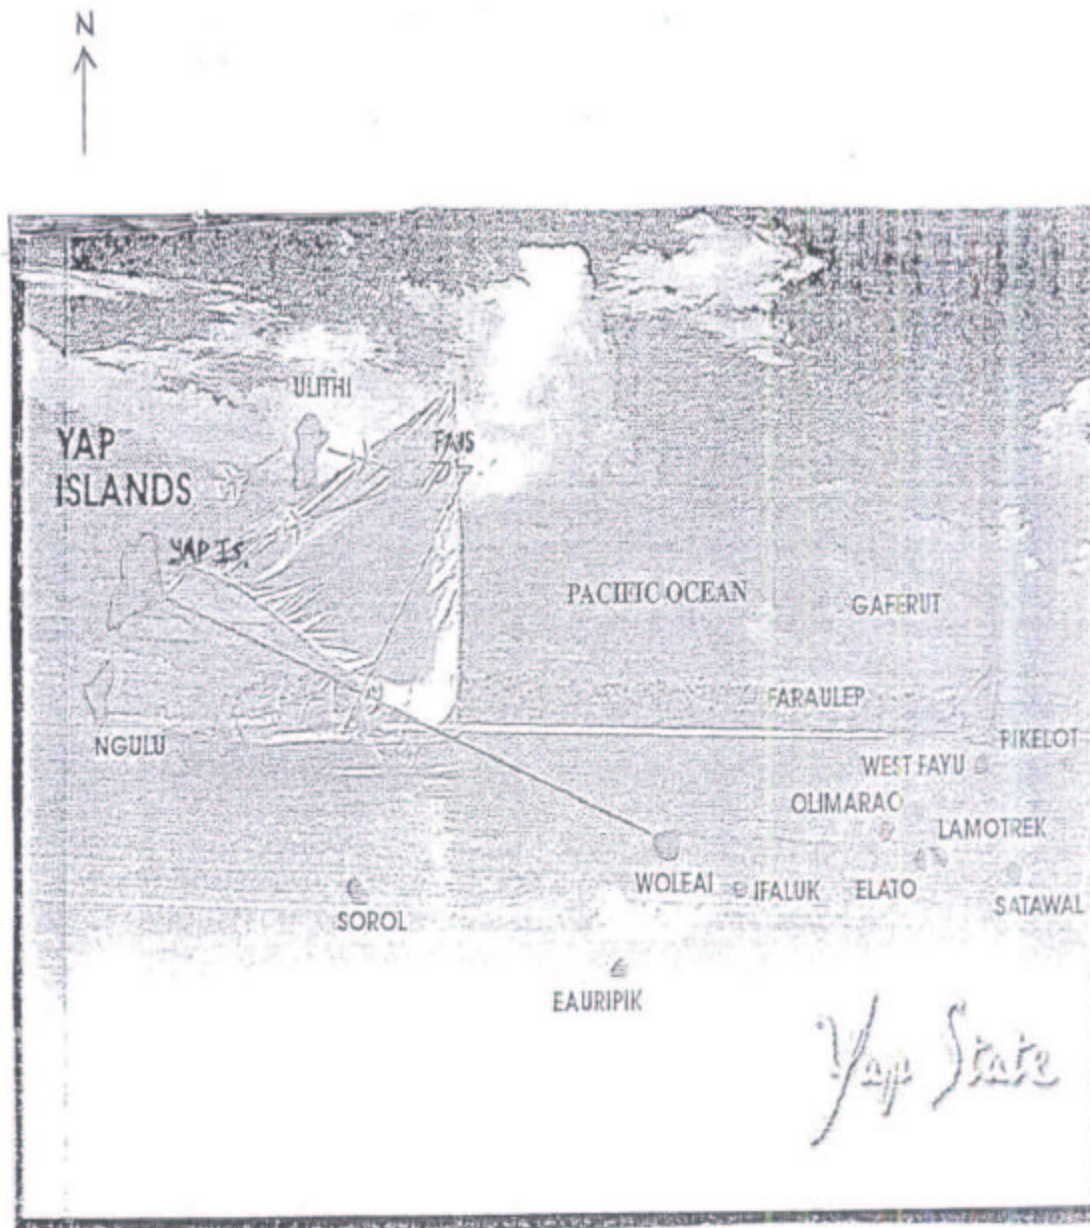 N
ULITHI
YAP
ISLANDS
FAIS
YAP IS.
PACIFIC OCEAN
GAFERUT
FARAULEP
NGULU
PIKELOT
WEST FAYU
OLIMARAO
LAMOTREK
WOLEAI
IFALUK
ELATO
SATAWAL
SOROL
EAURIPIK
Yap State